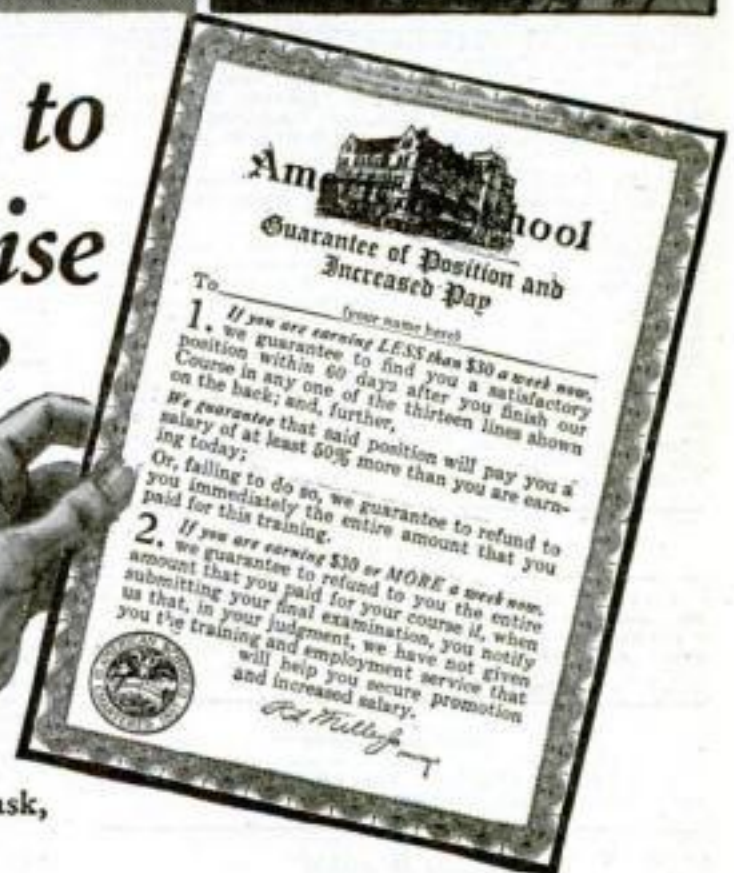 to
ise
?
Am hool
Guarantee of Position and
Increased Pay
To
(your name here)
1. If you are earning LESS than $30 a week now,
we guarantee to find you a satisfactory
position within 60 days after you finish our
Course in any one of the thirteen lines shown
on the back; and, further,
We guarantee that said position will pay you a
salary of at least 50% more than you are earn-
ing today;
Or, failing to do so, we guarantee to refund to
you immediately the entire amount that you
paid for this training.
2. If you are earning $30 or MORE a week now,
we guarantee to refund to you the entire
amount that you paid for your course if, when
submitting your final examination, you notify
us that, in your judgment, we have not given
you the training and employment service that
will help you secure promotion
and increased salary.
AMERICAN SCHOOL
ask,